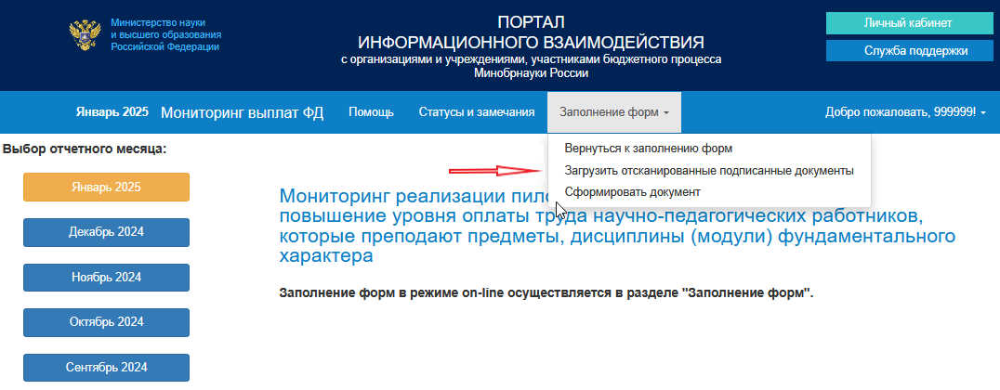 Министерство науки
и высшего образования
Российской Федерации
ПОРТАЛ
ИНФОРМАЦИОННОГО ВЗАИМОДЕЙСТВИЯ
с организациями и учреждениями, участниками бюджетного процесса
Минобрнауки России
Личный кабинет
Служба поддержки
Январь 2025 Мониторинг выплат ФД Помощь Статусы и замечания Заполнение форм Добро пожаловать, 999999!
Вернуться к заполнению форм
Загрузить отсканированные подписанные документы
Сформировать документ
Выбор отчетного месяца:
Январь 2025
Декабрь 2024
Ноябрь 2024
Октябрь 2024
Сентябрь 2024
Мониторинг реализации
повышение уровня оплаты труда научно-педагогических работников,
которые преподают предметы, дисциплины (модули) фундаментального
характера
Заполнение форм в режиме on-line осуществляется в разделе "Заполнение форм".